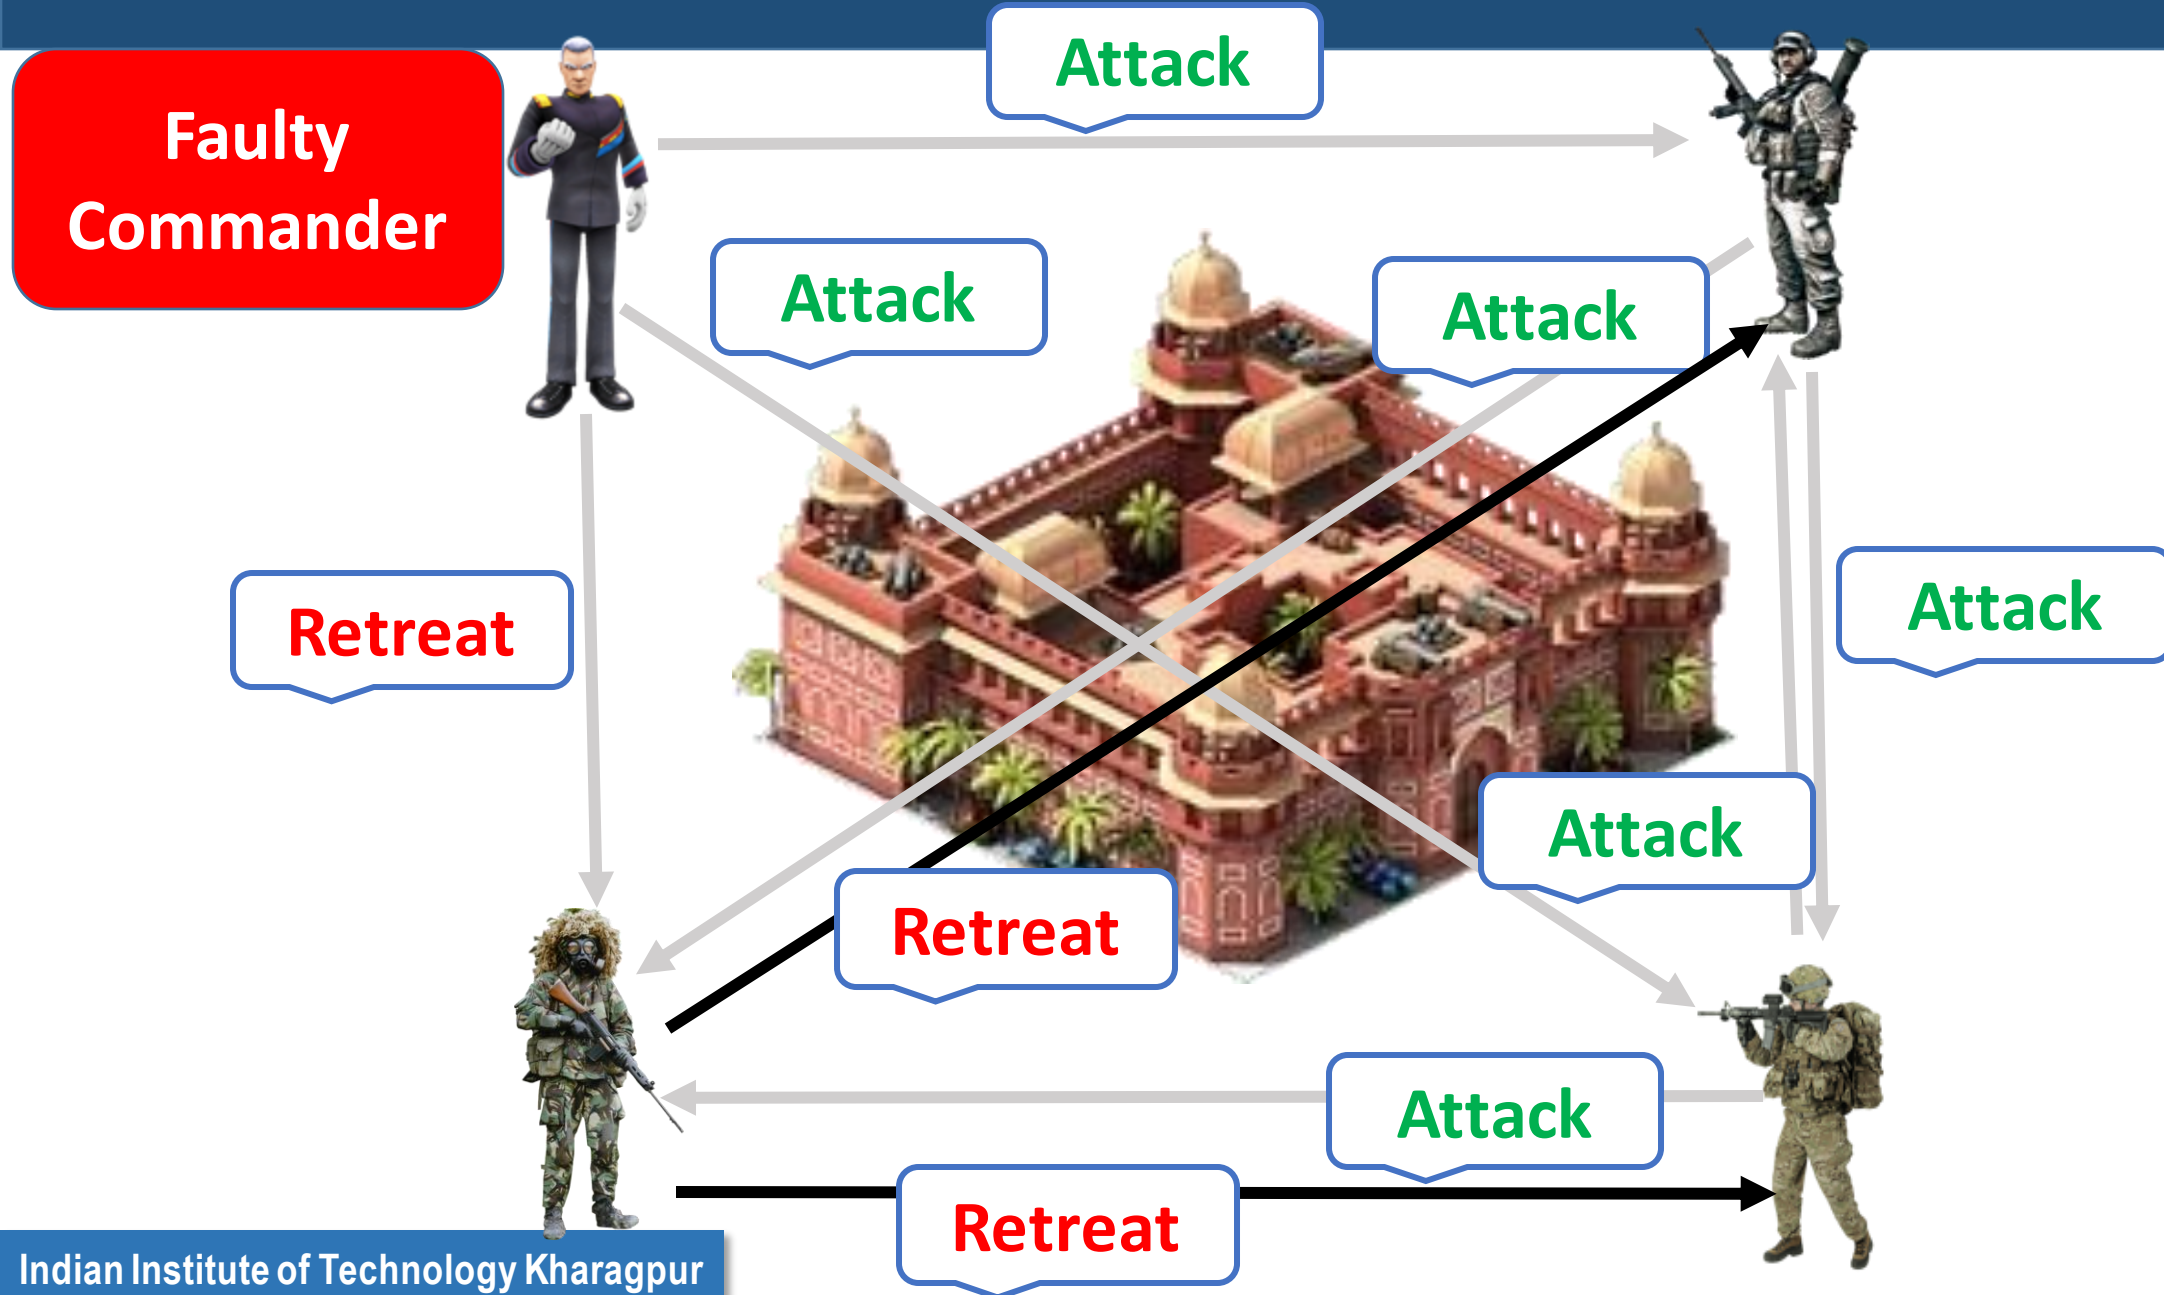 Attack
Faulty
Commander
Attack
Attack
Retreat
Attack
Attack
Retreat
Attack
Retreat
Indian Institute of Technology Kharagpur